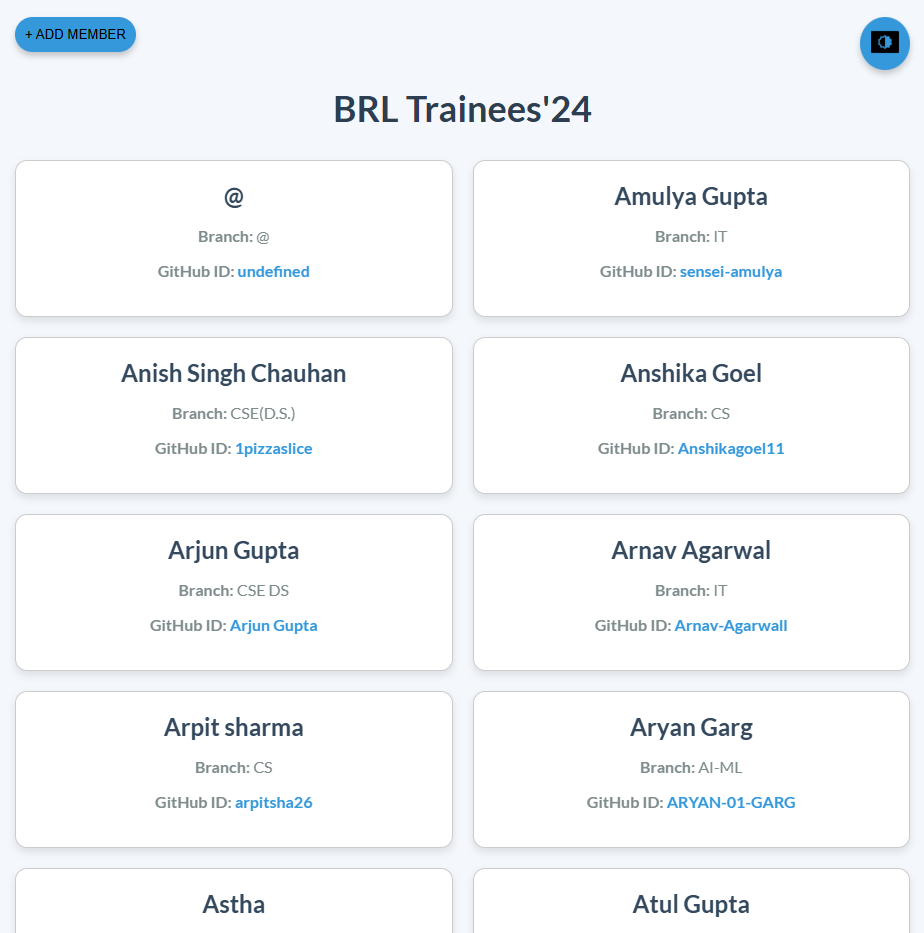 + ADD MEMBER
BRL Trainees'24
@
Branch: @
GitHub ID: undefined
Amulya Gupta
Branch: IT
GitHub ID: sensei-amulya
Anish Singh Chauhan
Branch: CSE(D.S.)
GitHub ID: 1pizzaslice
Anshika Goel
Branch: CS
GitHub ID: Anshikagoel11
Arjun Gupta
Branch: CSE DS
GitHub ID: Arjun Gupta
Arnav Agarwal
Branch: IT
GitHub ID: Arnav-Agarwall
Arpit sharma
Branch: CS
GitHub ID: arpitsha26
Aryan Garg
Branch: AI-ML
GitHub ID: ARYAN-01-GARG
Astha
Atul Gupta